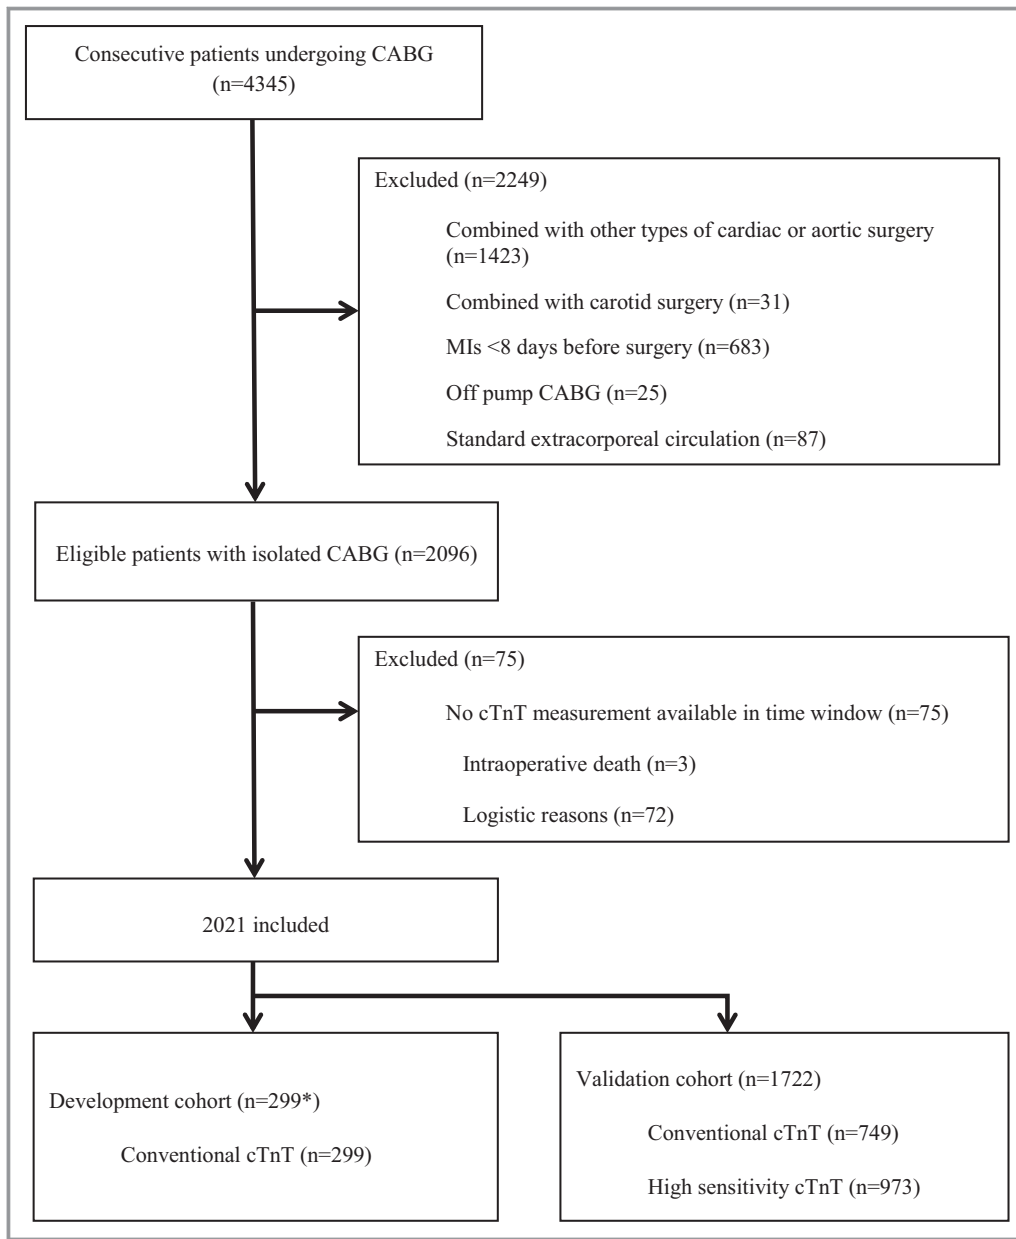 Consecutive patients undergoing CABG
(n=4345)
Excluded (n=2249)
Combined with other types of cardiac or aortic surgery
(n=1423)
Combined with carotid surgery (n=31)
MIs <8 days before surgery (n=683)
Off pump CABG (n=25)
Standard extracorporeal circulation (n=87)
Eligible patients with isolated CABG (n=2096)
Excluded (n=75)
No cTnT measurement available in time window (n=75)
Intraoperative death (n=3)
Logistic reasons (n=72)
2021 included
Development cohort (n=299*)
Conventional cTnT (n=299)
Validation cohort (n=1722)
Conventional cTnT (n=749)
High sensitivity cTnT (n=973)